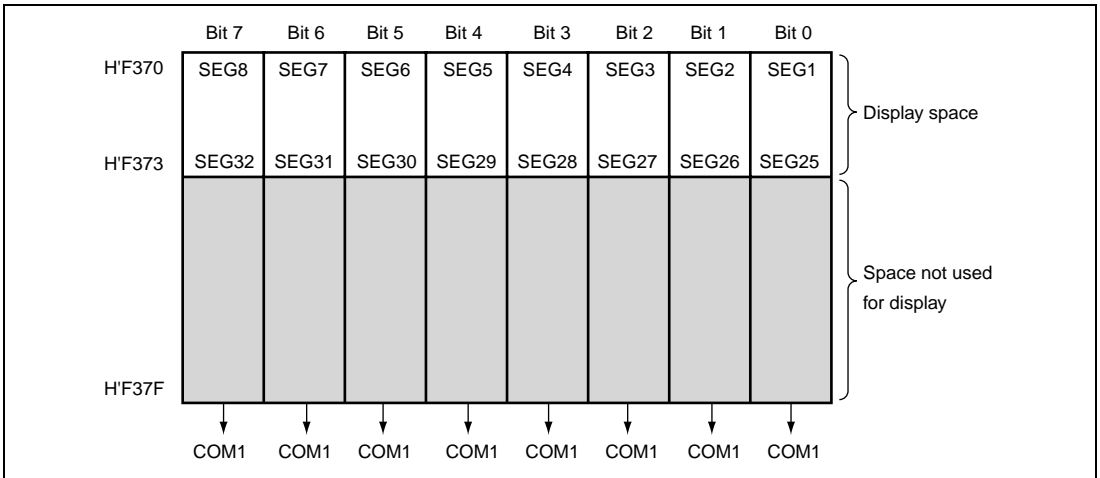 Bit 7 Bit 6 Bit 5 Bit 4 Bit 3 Bit 2 Bit 1 Bit 0
H'F370 SEG8 SEG7 SEG6 SEG5 SEG4 SEG3 SEG2 SEG1
Display space
H'F373 SEG32 SEG31 SEG30 SEG29 SEG28 SEG27 SEG26 SEG25
Space not used
for display
H'F37F
COM1 COM1 COM1 COM1 COM1 COM1 COM1 COM1